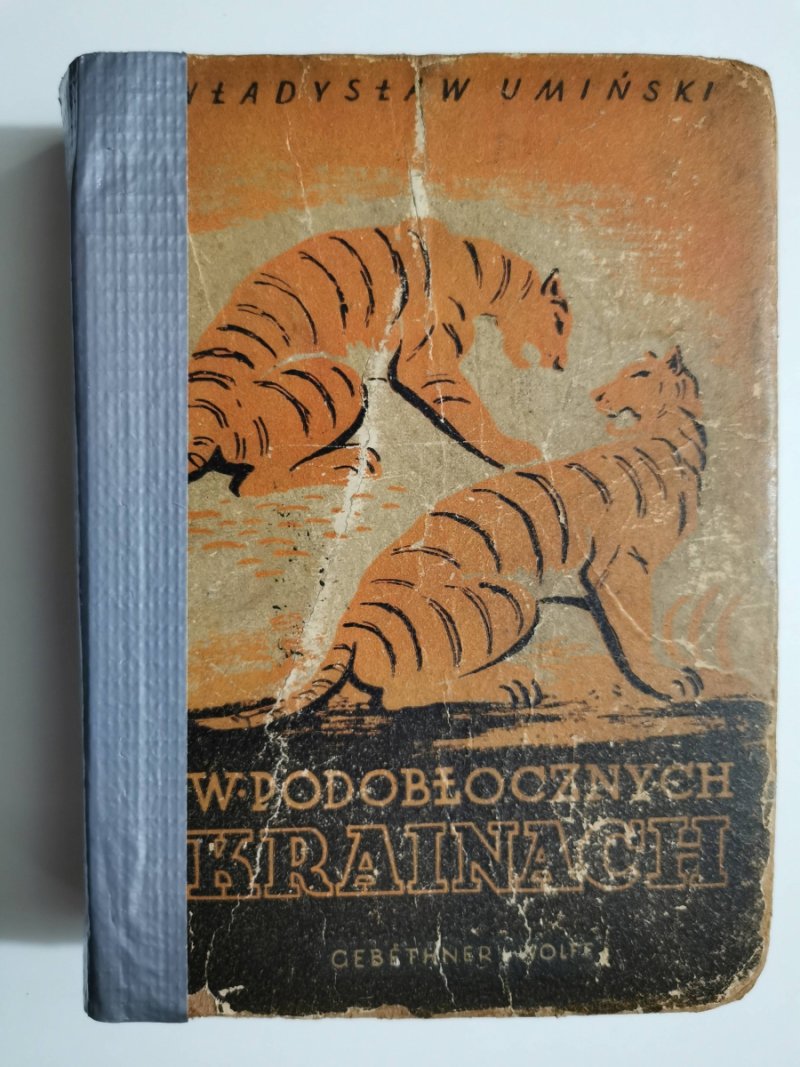 WŁADYSŁAW UMIŃSKI
W•PODOBŁOCZNYCH
KRAINACH
GEBETHNER I WOLFF